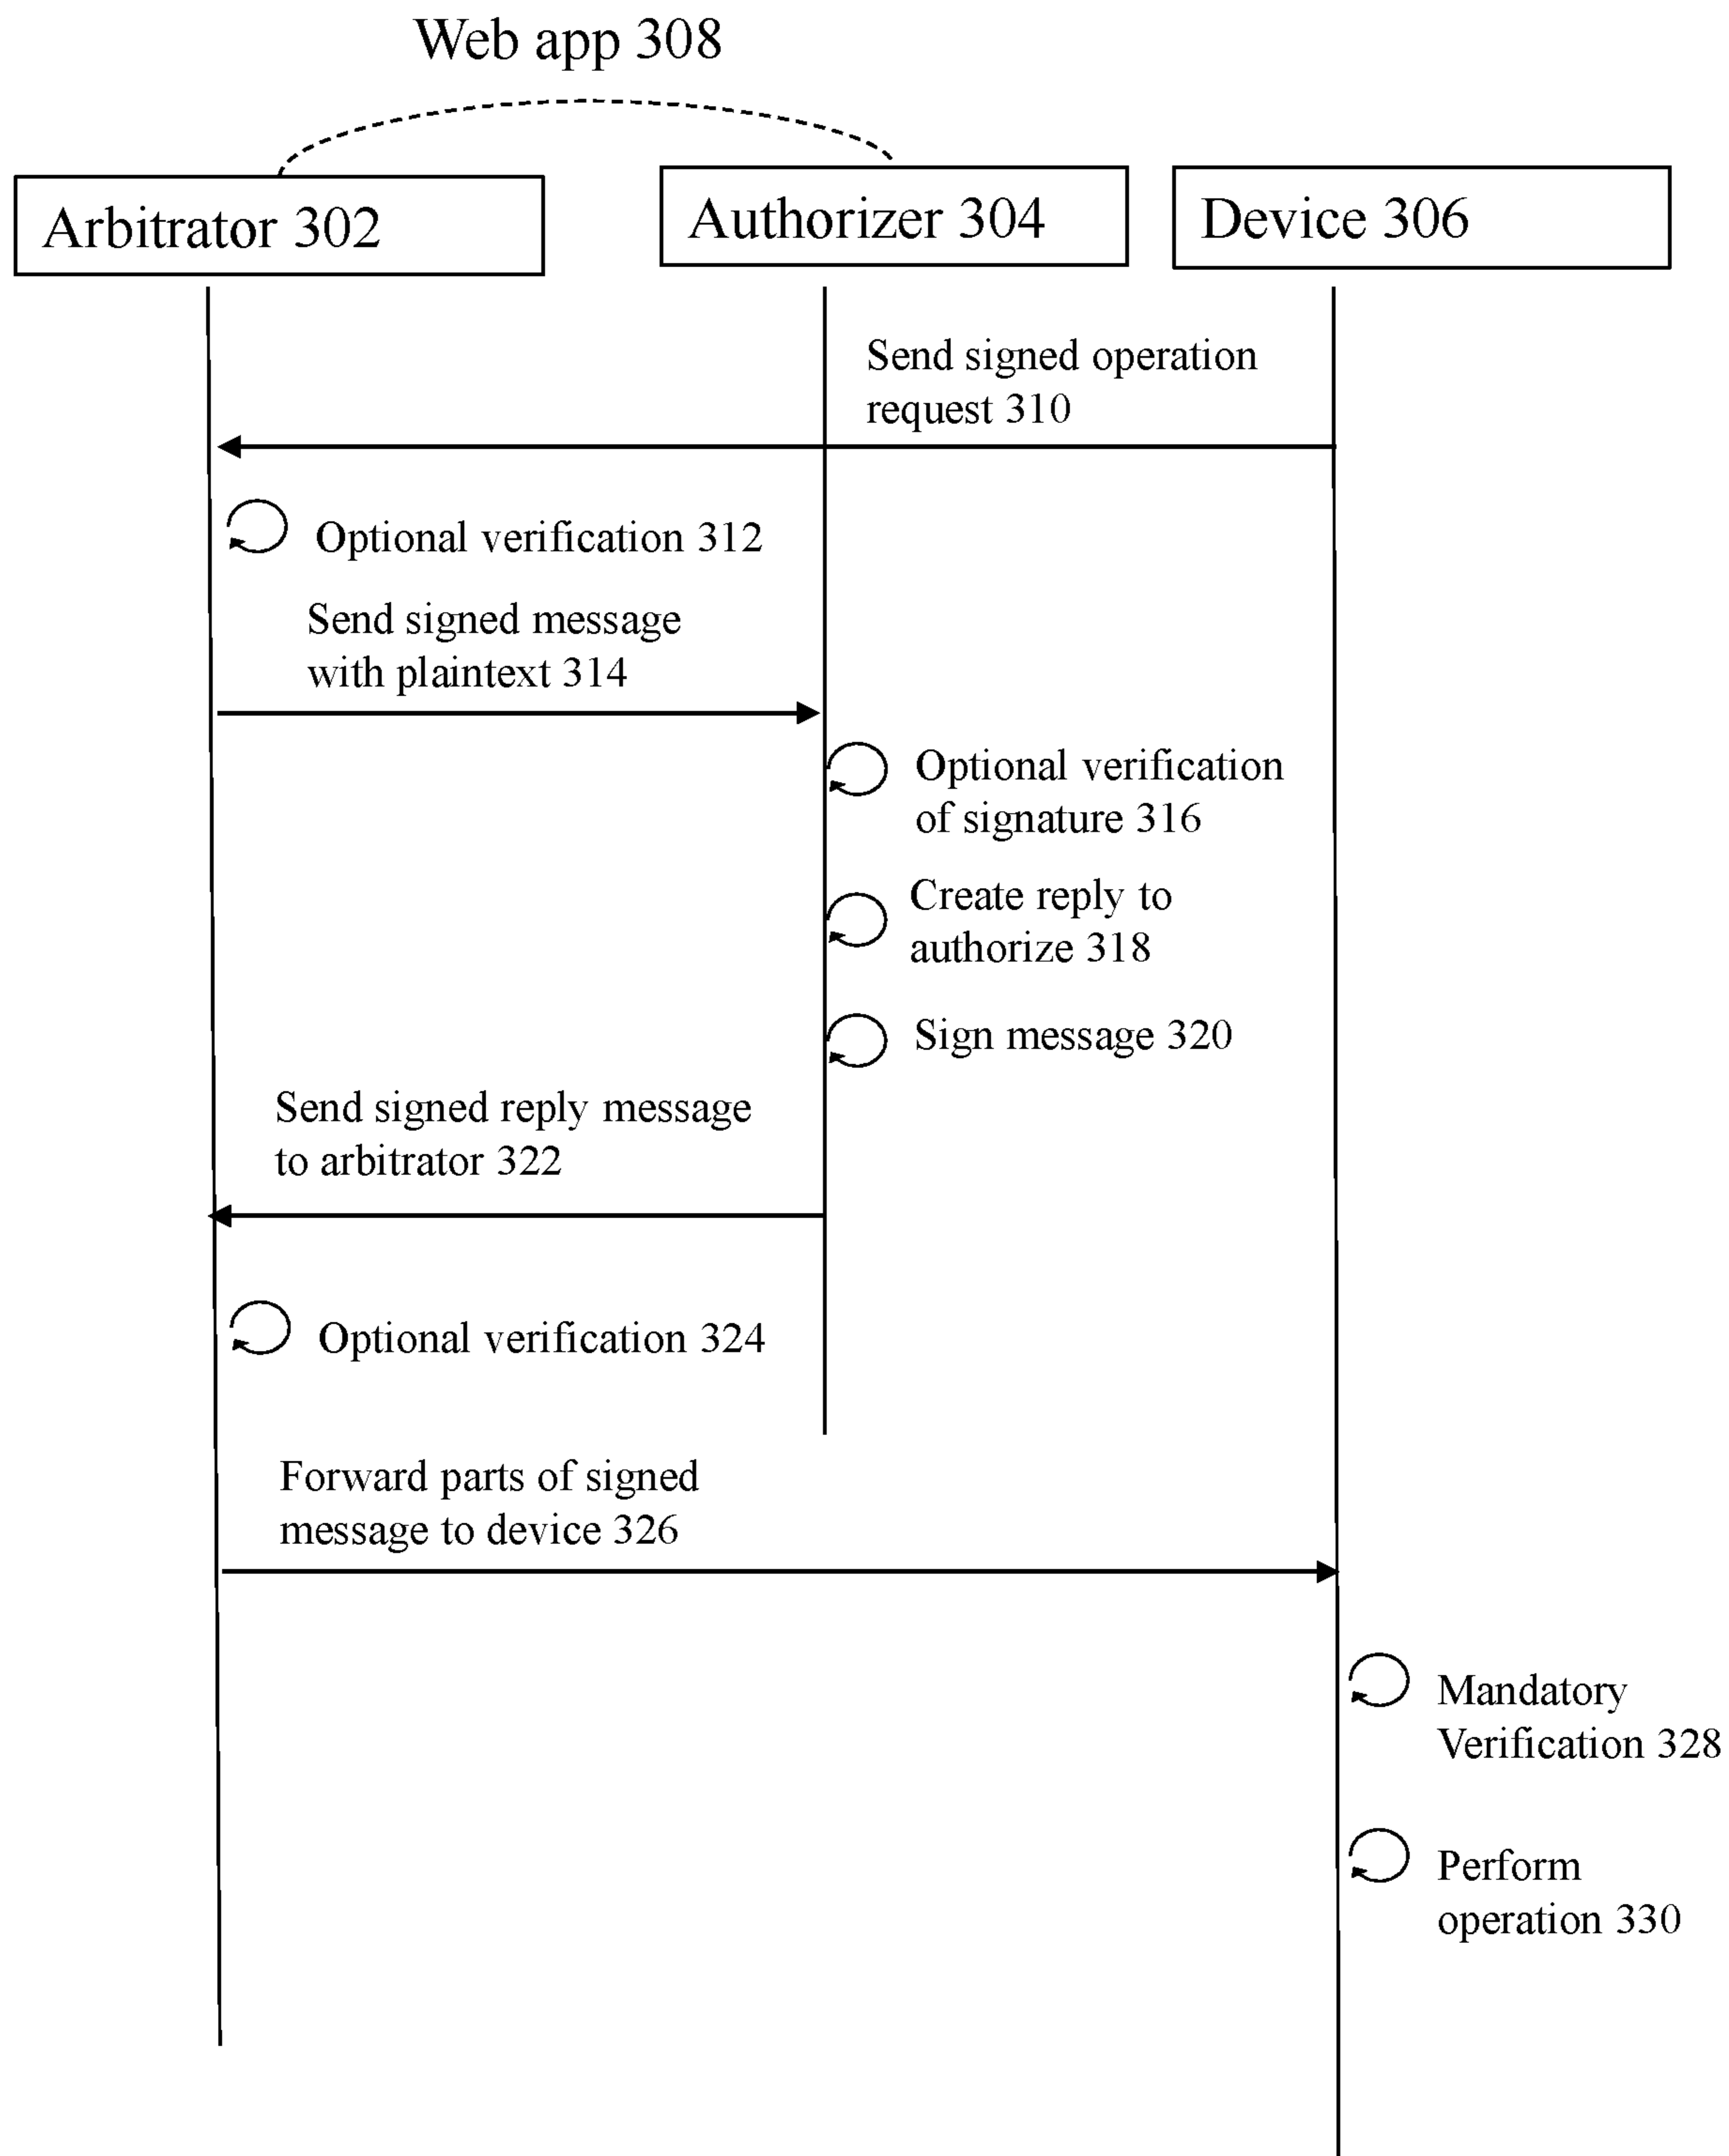 Web app 308
Arbitrator 302
Authorizer 304
Device 306
Send signed operation
request 310
Optional verification 312
Send signed message
with plaintext 314
Optional verification
of signature 316
Create reply to
authorize 318
Sign message 320
Send signed reply message
to arbitrator 322
Optional verification 324
Forward parts of signed
message to device 326
Mandatory
Verification 328
Perform
operation 330